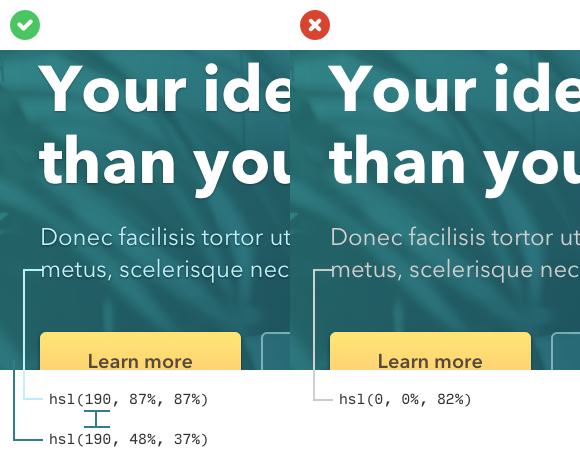 Your ide
than you
Donec facilisis tortor ut
metus, scelerisque nec
Learn more
hsl(190, 87%, 87%)
hsl(190, 48%, 37%)
Your ide
than you
Donec facilisis tortor ut
metus, scelerisque nec
Learn more
hsl(0, 0%, 82%)